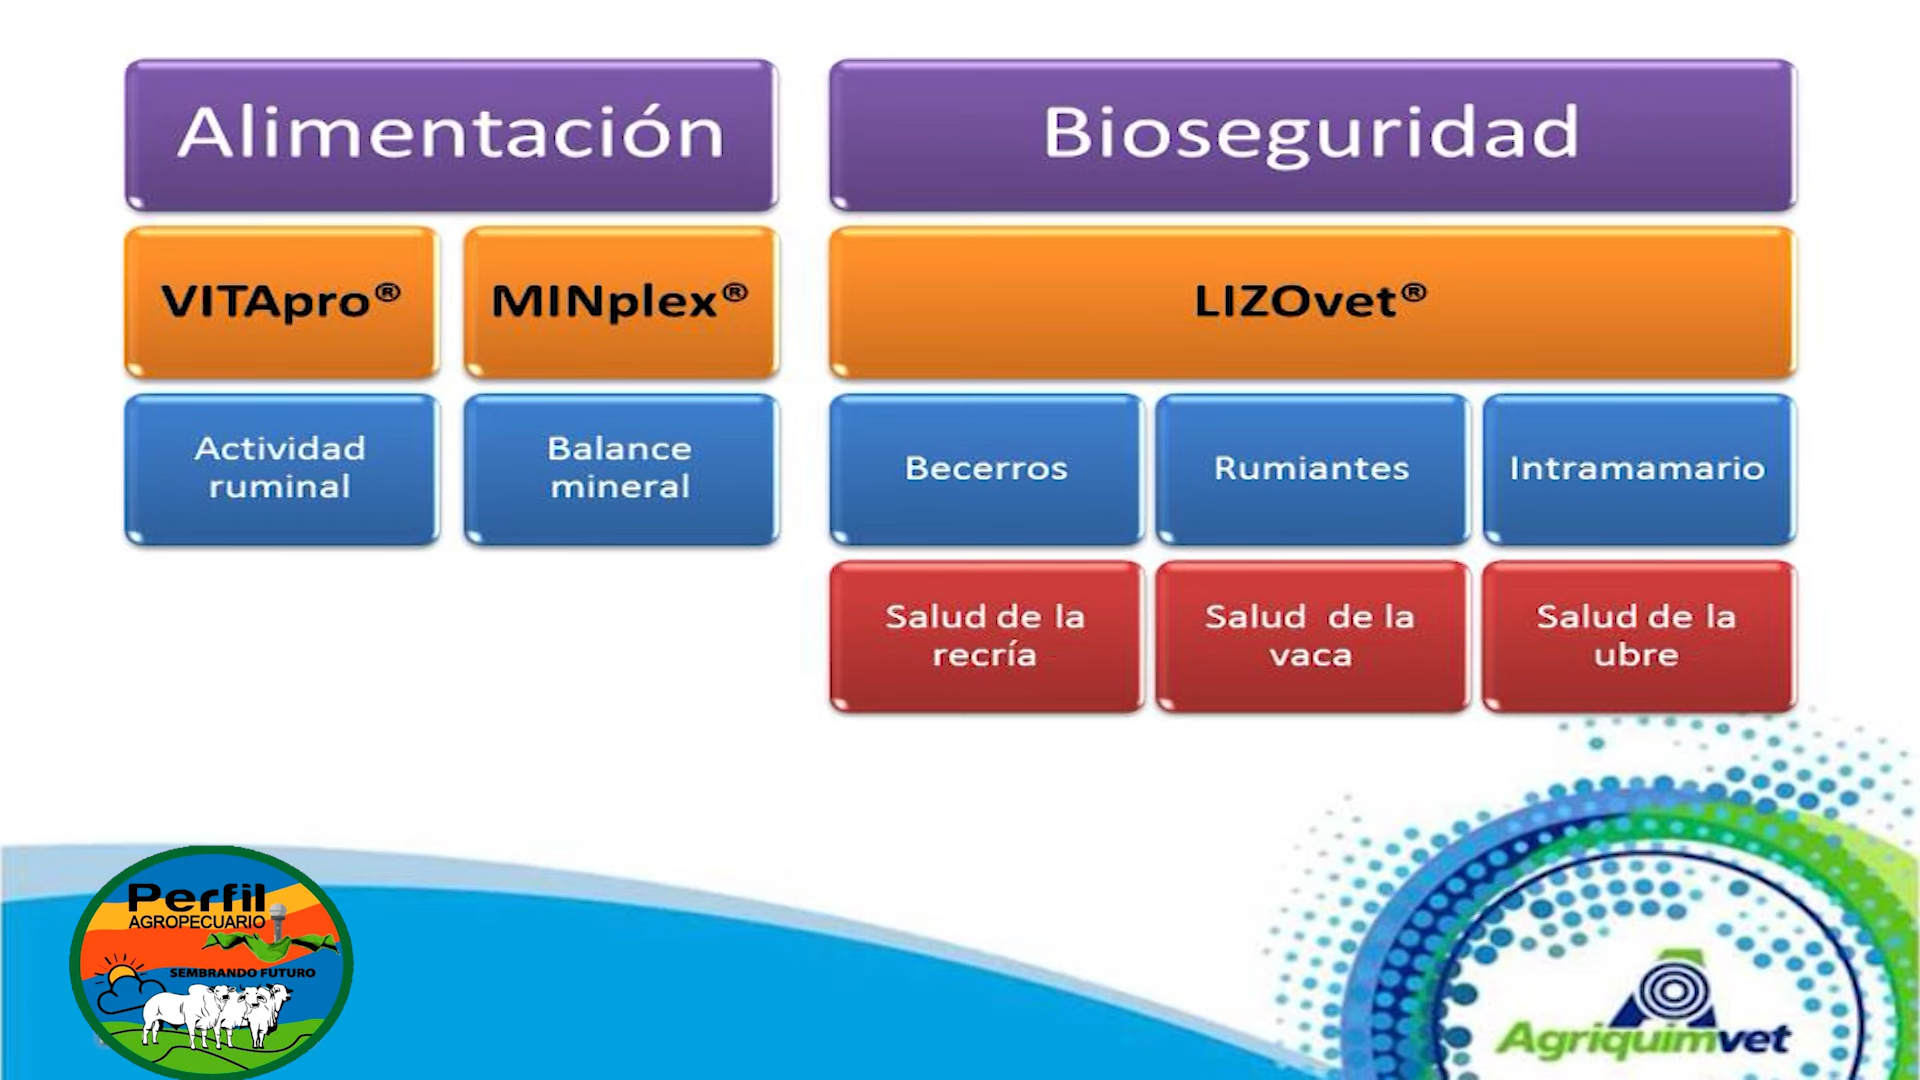 Alimentación
Bioseguridad
VITApro®
MINplex®
LIZOvet®
Actividad
ruminal
Balance
mineral
Becerros
Rumiantes
Intramamario
Salud de la
recría
Salud de la
vaca
Salud de la
ubre
Perfil
AGROPECUARIO
SEMBRANDO FUTURO
Agriquimvet